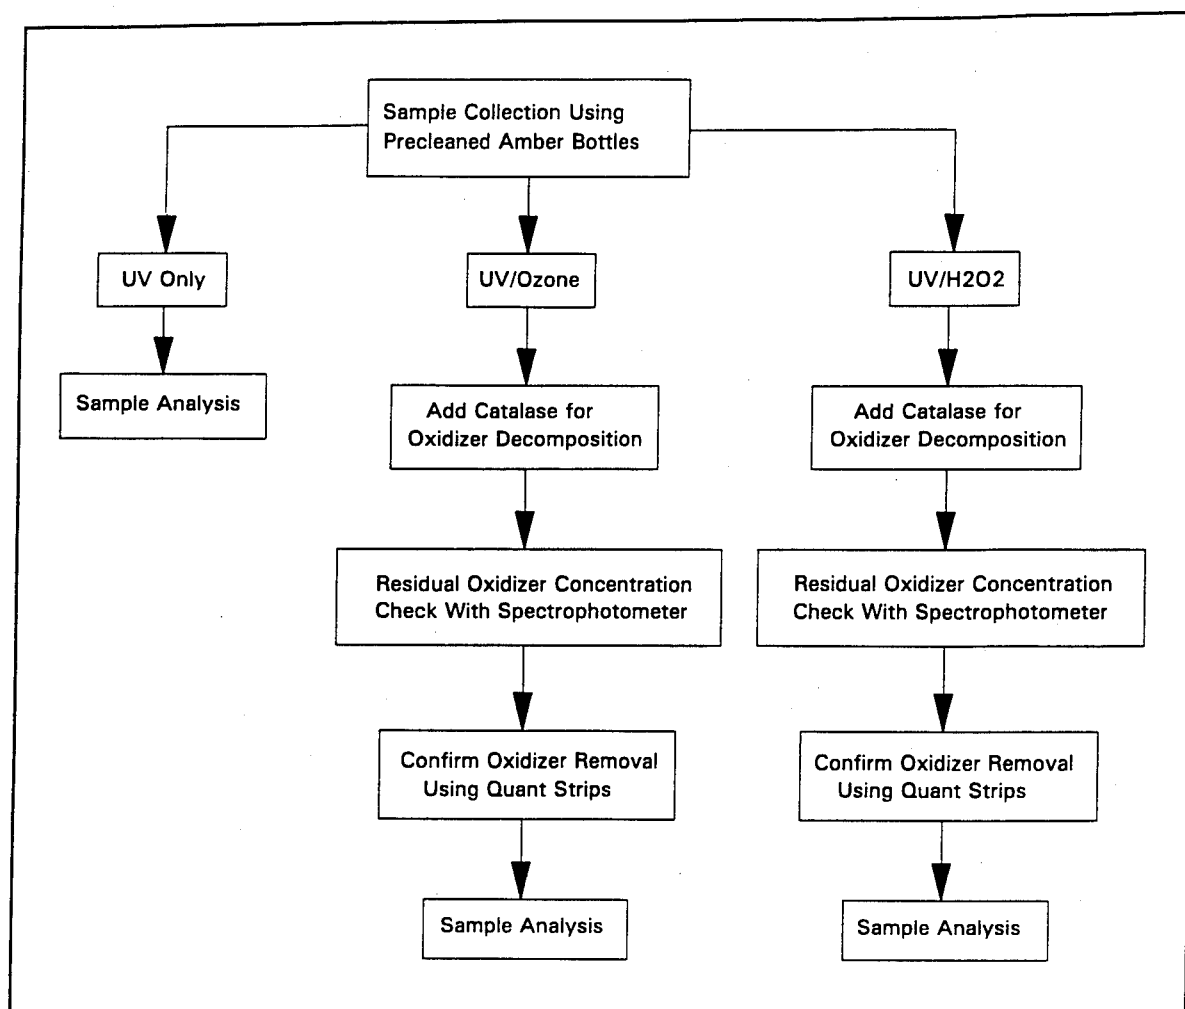 Sample Collection Using
Precleaned Amber Bottles
UV Only
UV/Ozone
UV/H2O2
Sample Analysis
Add Catalase for
Oxidizer Decomposition
Add Catalase for
Oxidizer Decomposition
Residual Oxidizer Concentration
Check With Spectrophotometer
Residual Oxidizer Concentration
Check With Spectrophotometer
Confirm Oxidizer Removal
Using Quant Strips
Confirm Oxidizer Removal
Using Quant Strips
Sample Analysis
Sample Analysis